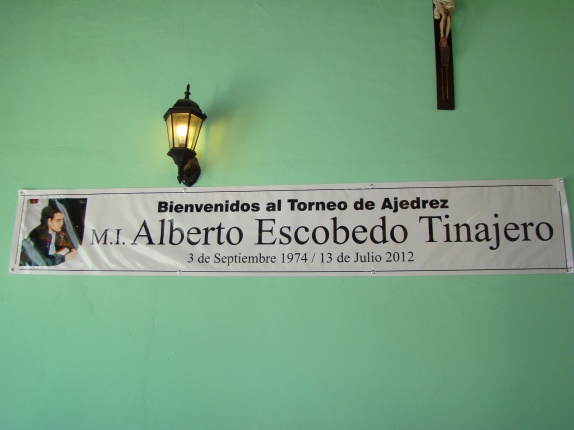 Bienvenidos al Torneo de Ajedrez
M.I. Alberto Escobedo Tinajero
3 de Septiembre 1974 / 13 de Julio 2012